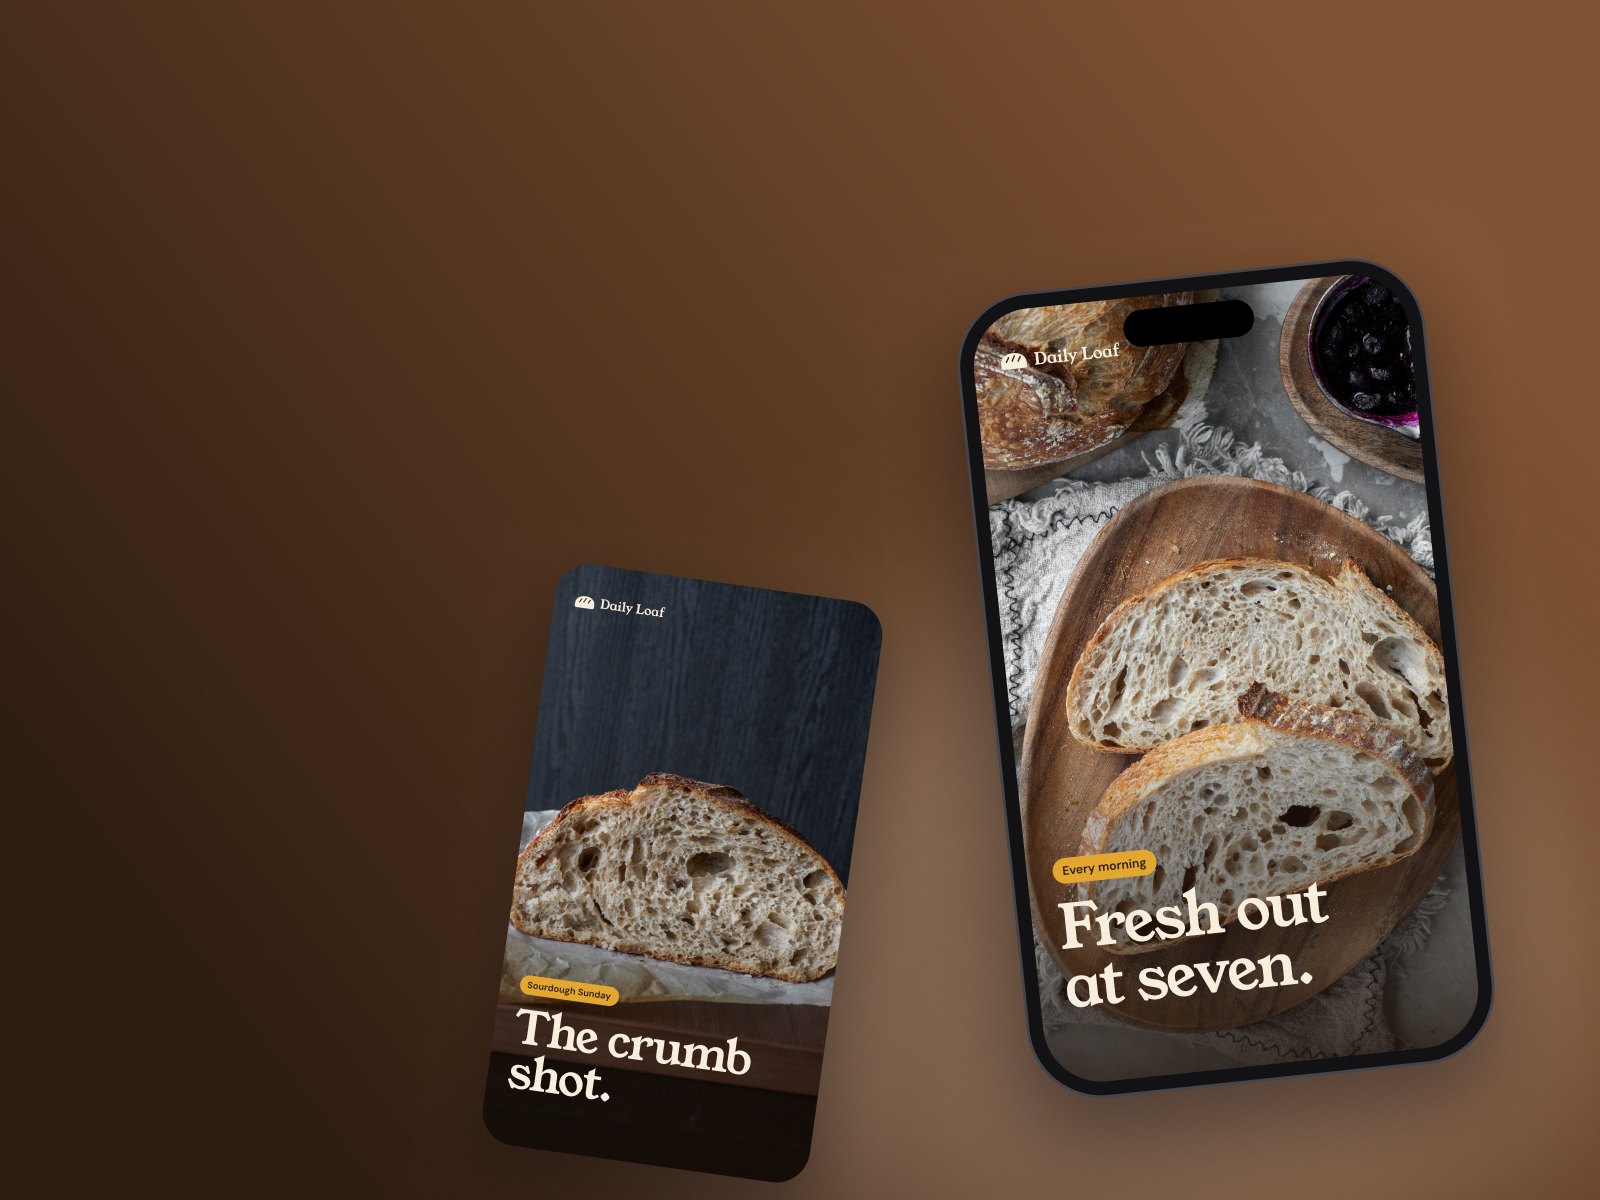 Daily Loaf
Every morning
Fresh out
at seven.
Daily Loaf
Sourdough Sunday
The crumb
shot.